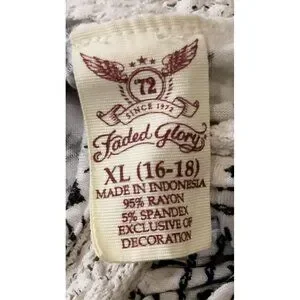 72
SINCE 1972
Faded Glory
XL (16-18)
MADE IN INDONESIA
95% RAYON
5% SPANDEX
EXCLUSIVE OF
DECORATION